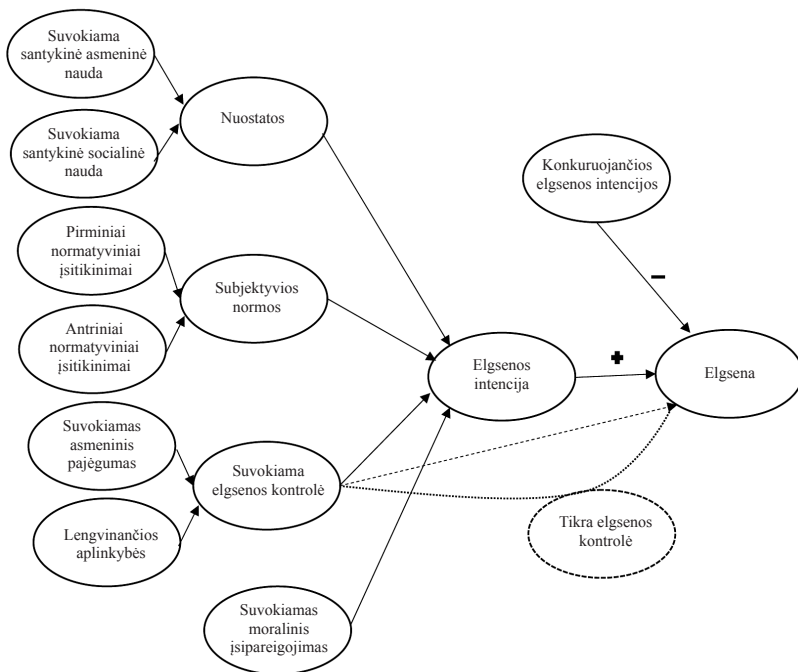 Suvokiama
santykinė asmeninė
nauda
Suvokiama
santykinė socialinė
nauda
Nuostatos
Konkuruojančios
elgsenos intencijos
Pirminiai
normatyviniai
įsitikinimai
Subjektyvios
normos
Antriniai
normatyviniai
įsitikinimai
–
+
Elgsenos
intencija
Elgsena
Suvokiamas
asmeninis
pajėgumas
Suvokiama
elgsenos kontrolė
Lengvinančios
aplinkybės
Tikra elgsenos
kontrolė
Suvokiamas
moralinis
įsipareigojimas